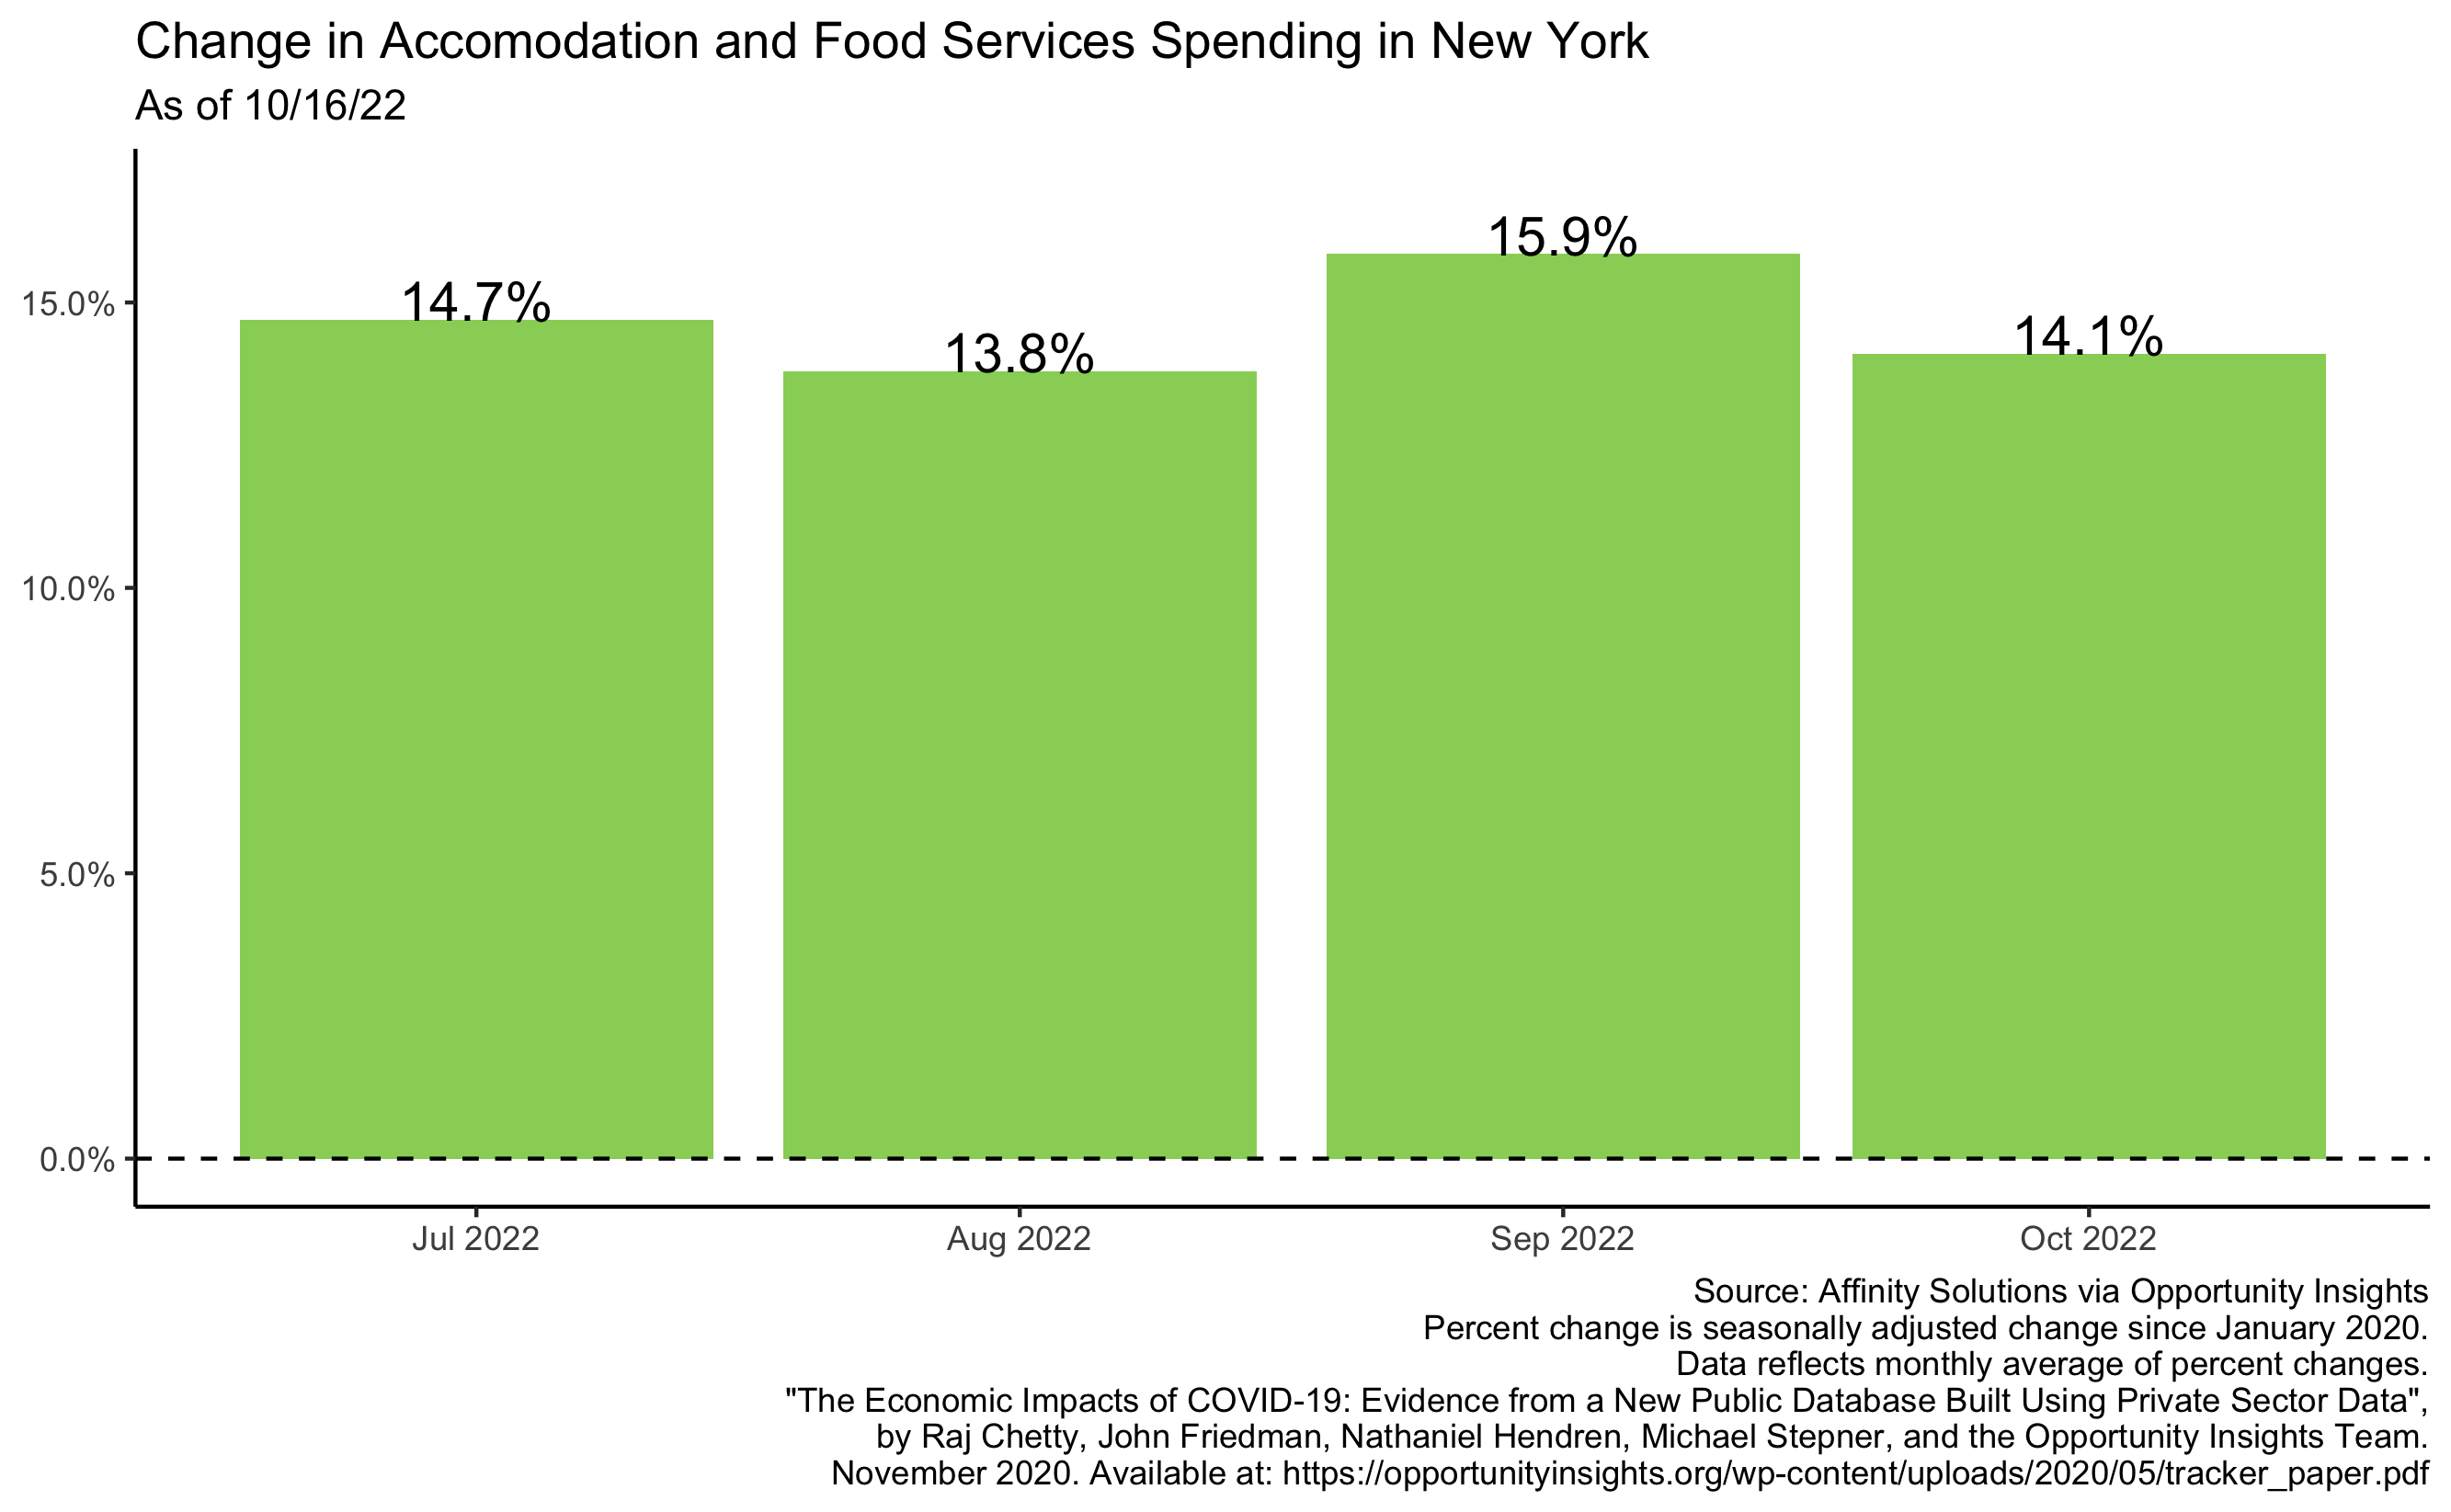 Change in Accomodation and Food Services Spending in New York
As of 10/16/22
15.9%
14.7%
13.8%
14.1%
15.0%
10.0%
5.0%
0.0%
Jul 2022
Aug 2022
Sep 2022
Oct 2022
Source: Affinity Solutions via Opportunity Insights
Percent change is seasonally adjusted change since January 2020.
Data reflects monthly average of percent changes.
"The Economic Impacts of COVID-19: Evidence from a New Public Database Built Using Private Sector Data",
by Raj Chetty, John Friedman, Nathaniel Hendren, Michael Stepner, and the Opportunity Insights Team.
November 2020. Available at: https://opportunityinsights.org/wp-content/uploads/2020/05/tracker_paper.pdf